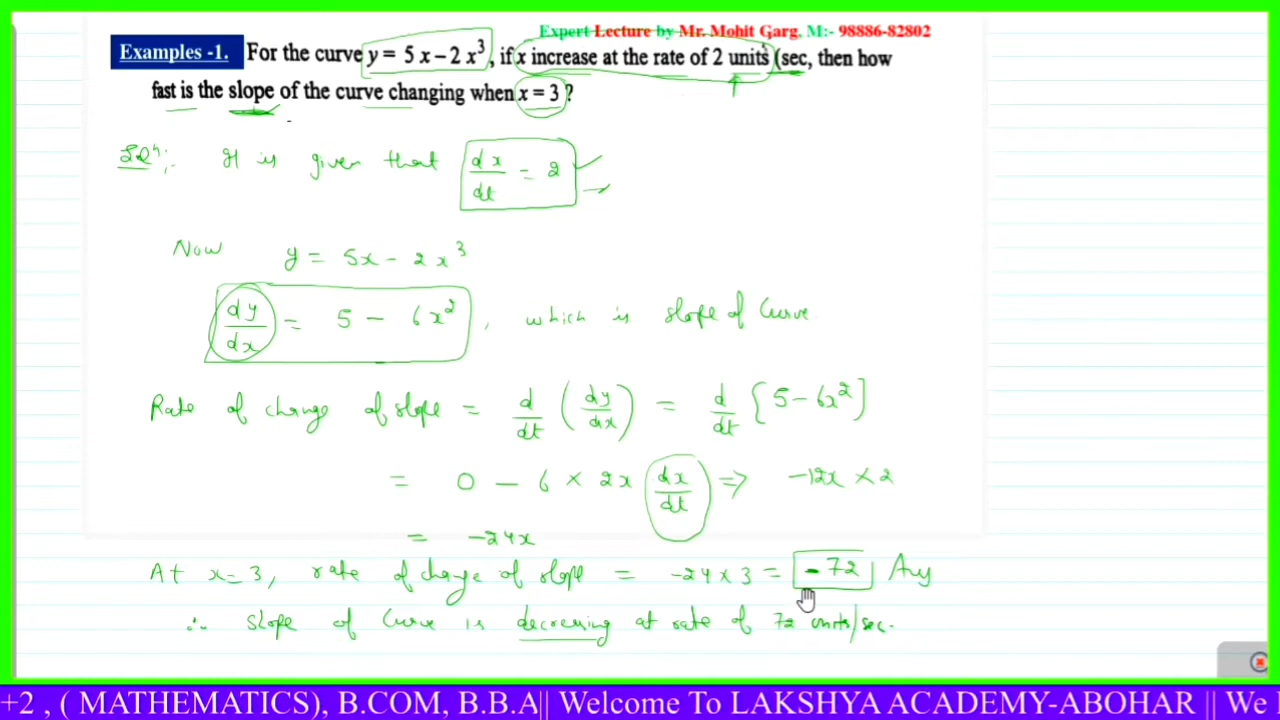 Expert Lecture by Mr. Mohit Garg, M:- 98886-82802
Examples -1. For the curve y = 5 x – 2 x³, if x increase at the rate of 2 units (sec, then how
fast is the slope of the curve changing when x = 3 ?
Solⁿ:- It is given that dx/dt = 2
Now y = 5x - 2x³
dy/dx = 5 - 6x², which is slope of Curve.
Rate of change of slope = d/dt (dy/dx) = d/dt [5 - 6x²]
= 0 - 6 × 2x dx/dt ⇒ -12x × 2
= -24x
At x = 3, rate of change of slope = -24 × 3 = -72 Ans
∴ Slope of Curve is decreasing at rate of 72 units/sec.
+2 , ( MATHEMATICS), B.COM, B.B.A|| Welcome To LAKSHYA ACADEMY-ABOHAR || We